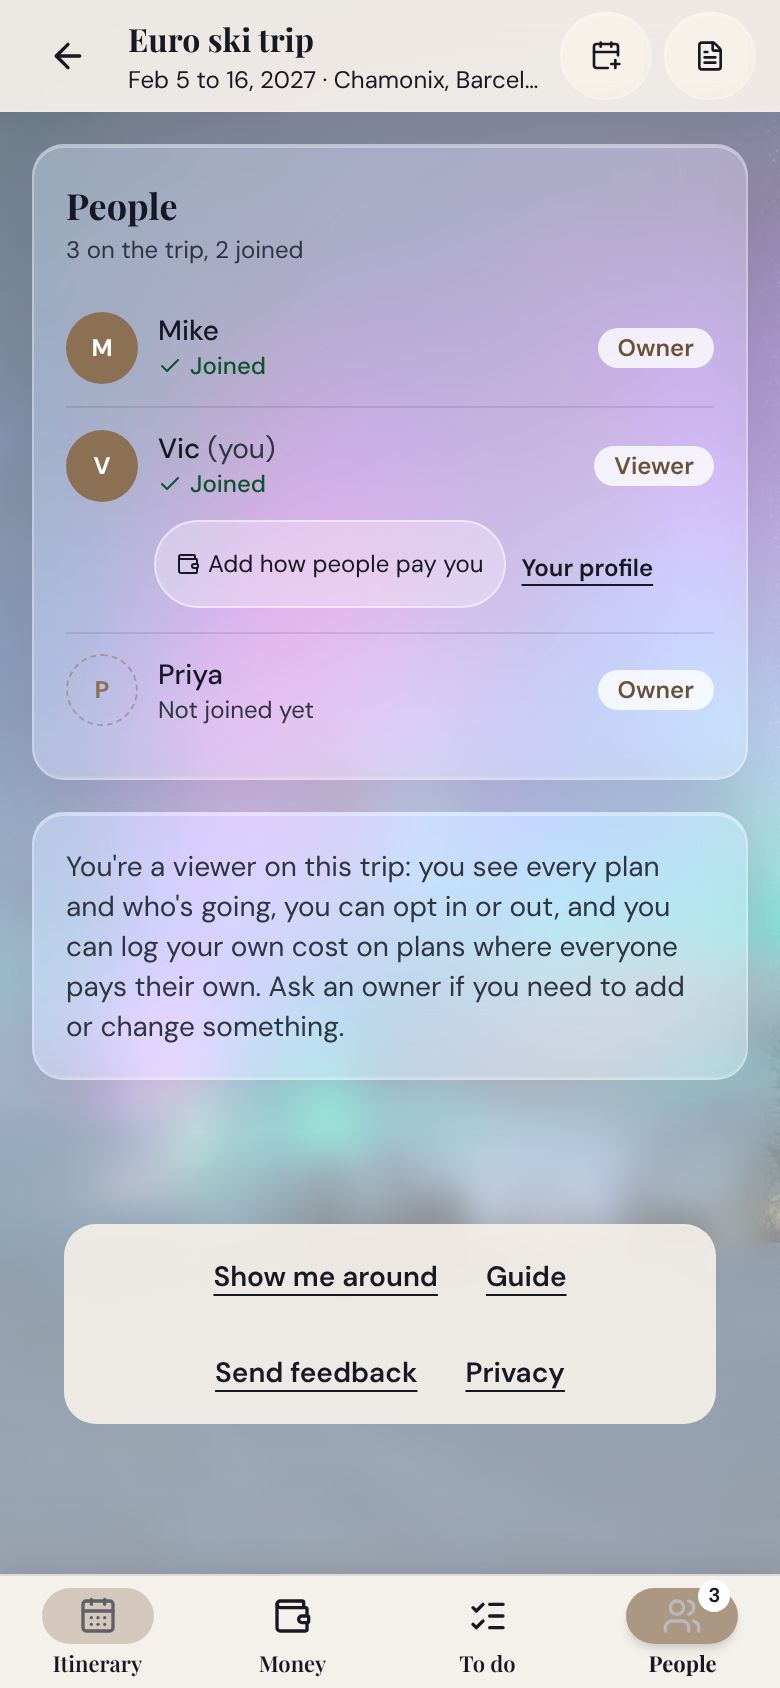 Euro ski trip
Feb 5 to 16, 2027 · Chamonix, Barcel...
People
3 on the trip, 2 joined
M
Mike
Joined
Owner
V
Vic (you)
Joined
Viewer
Add how people pay you
Your profile
P
Priya
Not joined yet
Owner
You're a viewer on this trip: you see every plan
and who's going, you can opt in or out, and you
can log your own cost on plans where everyone
pays their own. Ask an owner if you need to add
or change something.
Show me around
Guide
Send feedback
Privacy
3
Itinerary
Money
To do
People